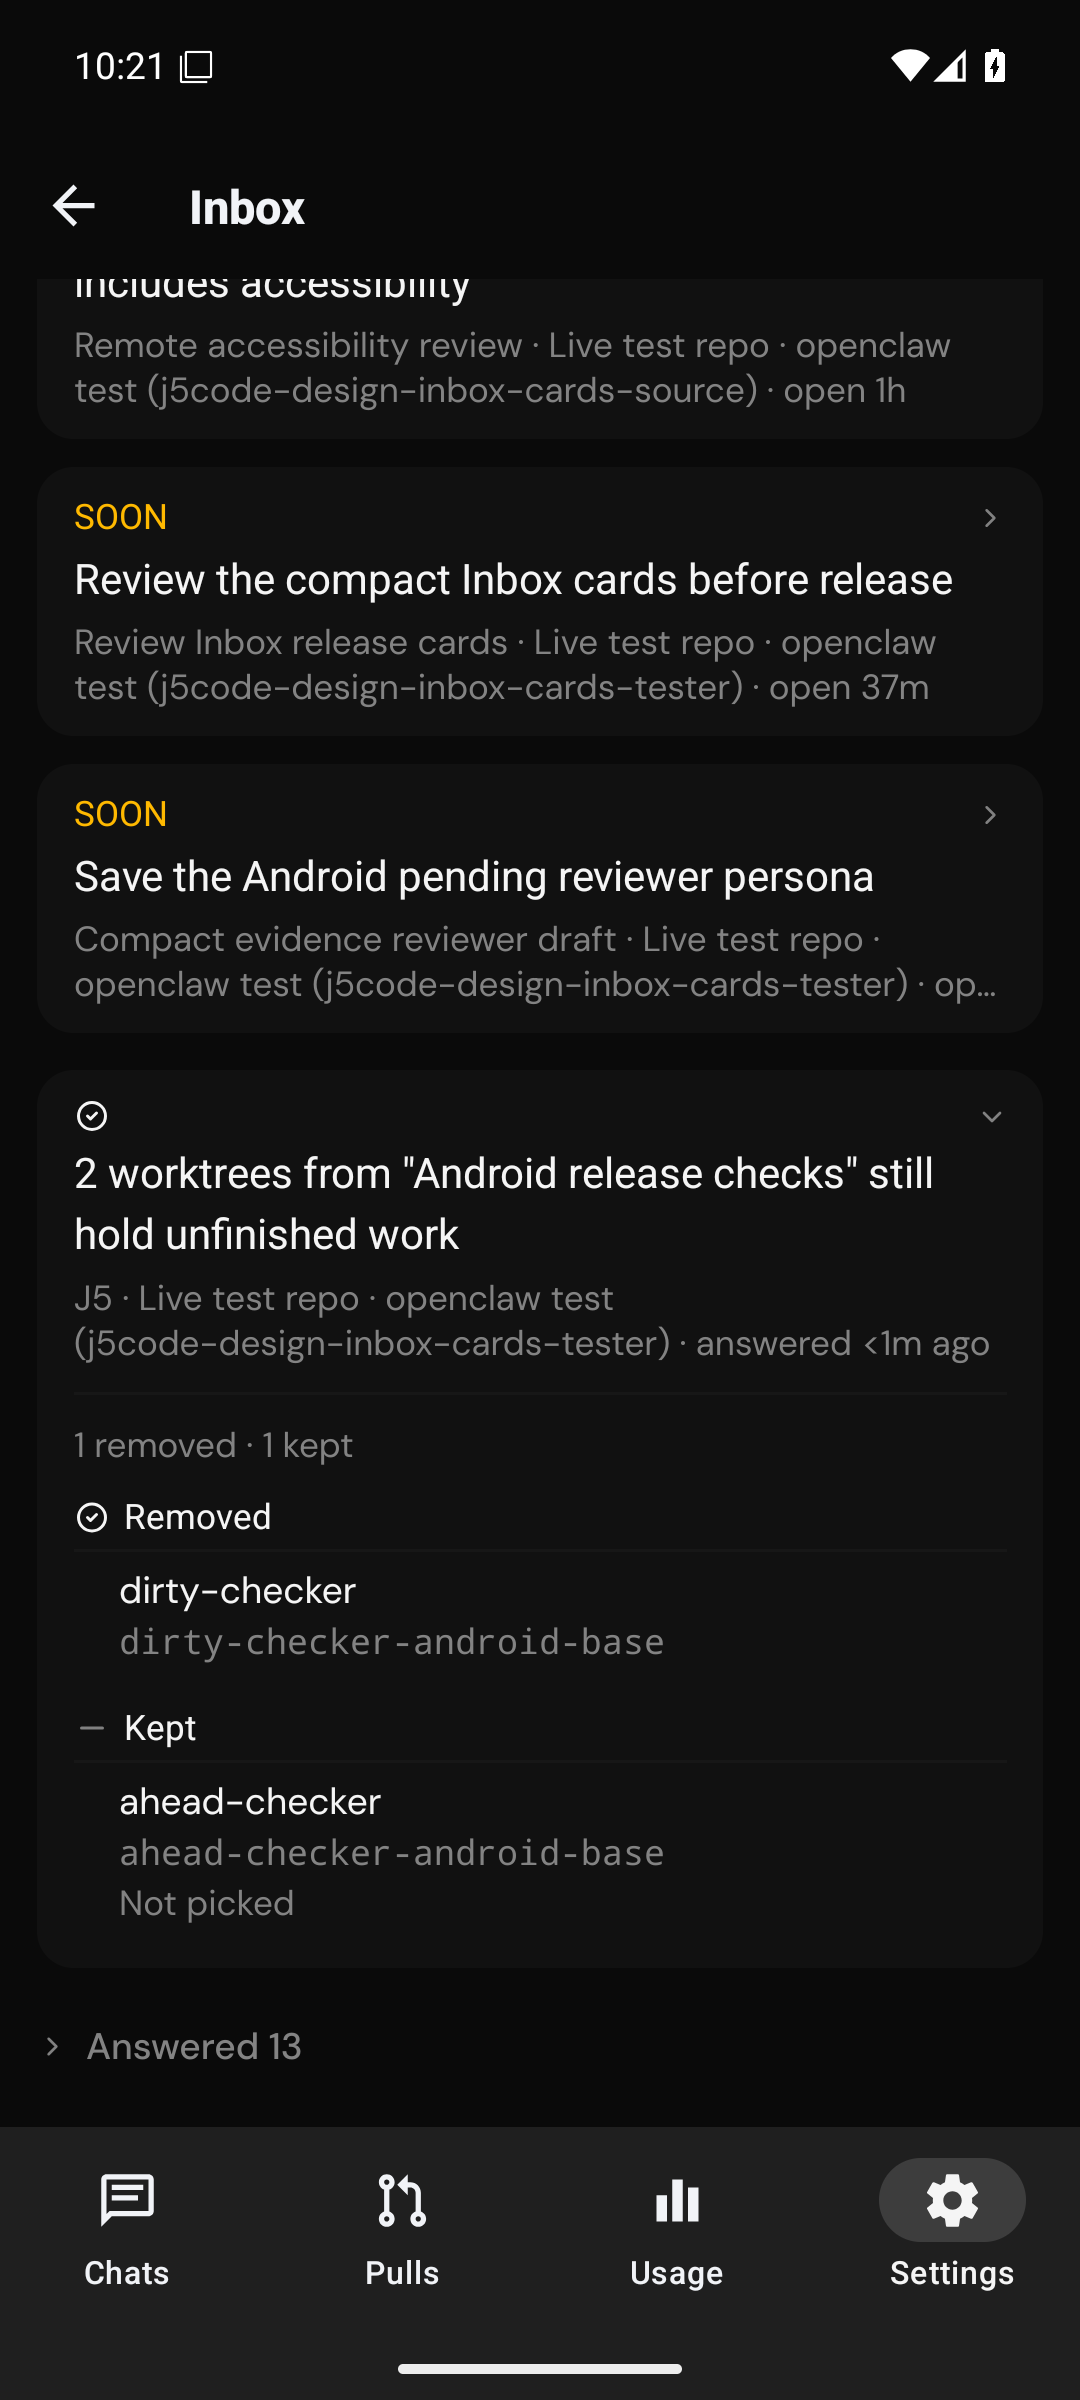 10:21
Inbox
includes accessibility
Remote accessibility review · Live test repo · openclaw
test (j5code-design-inbox-cards-source) · open 1h
SOON
Review the compact Inbox cards before release
Review Inbox release cards · Live test repo · openclaw
test (j5code-design-inbox-cards-tester) · open 37m
SOON
Save the Android pending reviewer persona
Compact evidence reviewer draft · Live test repo ·
openclaw test (j5code-design-inbox-cards-tester) · op…
2 worktrees from "Android release checks" still
hold unfinished work
J5 · Live test repo · openclaw test
(j5code-design-inbox-cards-tester) · answered <1m ago
1 removed · 1 kept
Removed
dirty-checker
dirty-checker-android-base
Kept
ahead-checker
ahead-checker-android-base
Not picked
Answered 13
Chats
Pulls
Usage
Settings